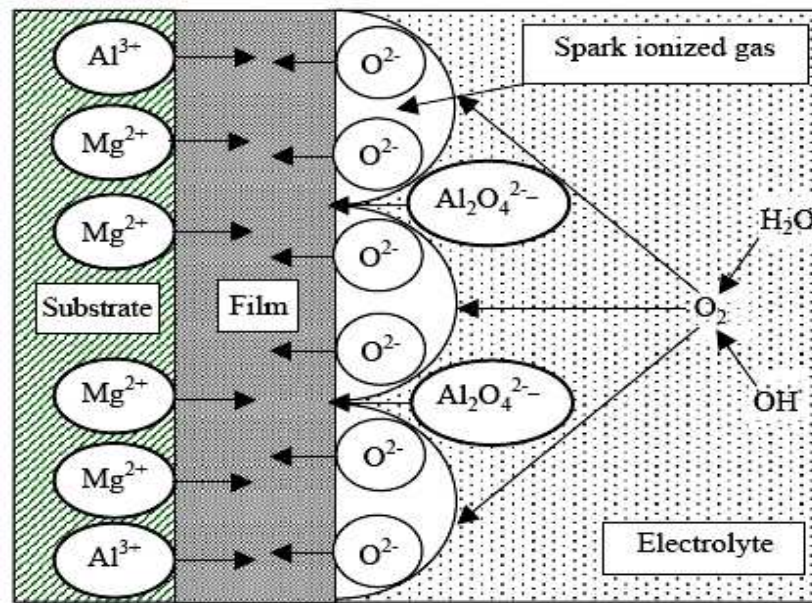 Al³⁺
O²⁻
Spark ionized gas
Mg²⁺
O²⁻
Al₂O₄²⁻–
Mg²⁺
H₂O
O²⁻
Substrate
Film
O₂
O²⁻
Mg²⁺
Al₂O₄²⁻–
OH
O²⁻
Mg²⁺
O²⁻
Al³⁺
Electrolyte